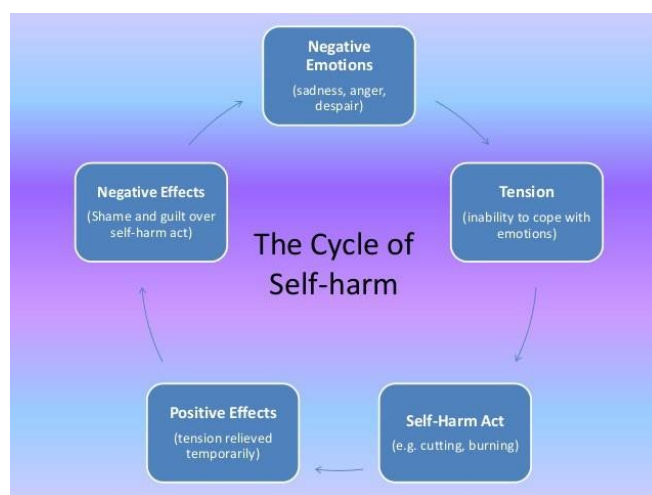 Negative
Emotions
(sadness, anger,
despair)
Tension
(inability to cope with
emotions)
Self-Harm Act
(e.g. cutting, burning)
Positive Effects
(tension relieved
temporarily)
Negative Effects
(Shame and guilt over
self-harm act)
The Cycle of
Self-harm